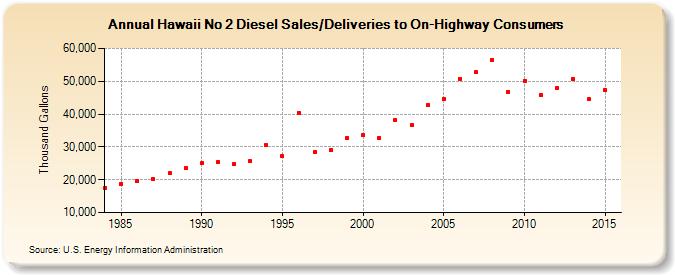 Annual Hawaii No 2 Diesel Sales/Deliveries to On-Highway Consumers
Thousand Gallons
60,000
50,000
40,000
30,000
20,000
10,000
1985 1990 1995 2000 2005 2010 2015
Source: U.S. Energy Information Administration